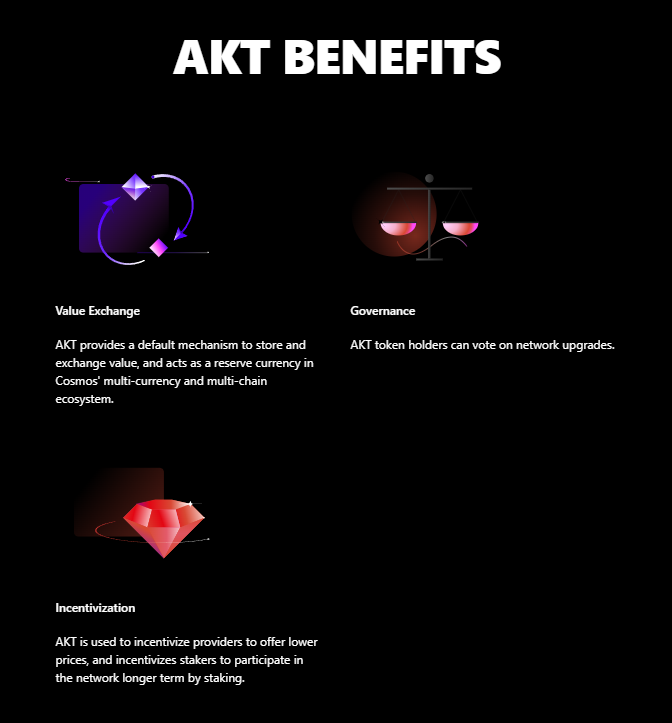 AKT BENEFITS
Value Exchange
AKT provides a default mechanism to store and
exchange value, and acts as a reserve currency in
Cosmos' multi-currency and multi-chain
ecosystem.
Governance
AKT token holders can vote on network upgrades.
Incentivization
AKT is used to incentivize providers to offer lower
prices, and incentivizes stakers to participate in
the network longer term by staking.